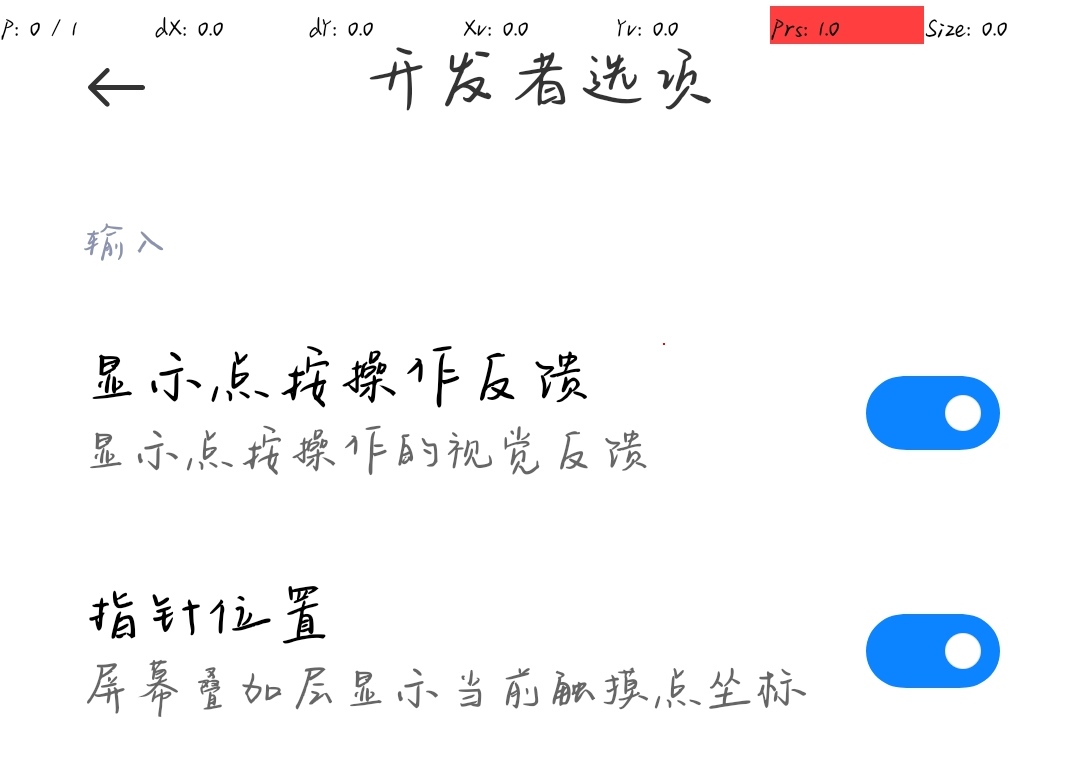 P: 0 / 1 dX: 0.0 dY: 0.0 Xv: 0.0 Yv: 0.0 Prs: 1.0 Size: 0.0
开发者选项
输入
显示点按操作反馈
显示点按操作的视觉反馈
指针位置
屏幕叠加层显示当前触摸点坐标